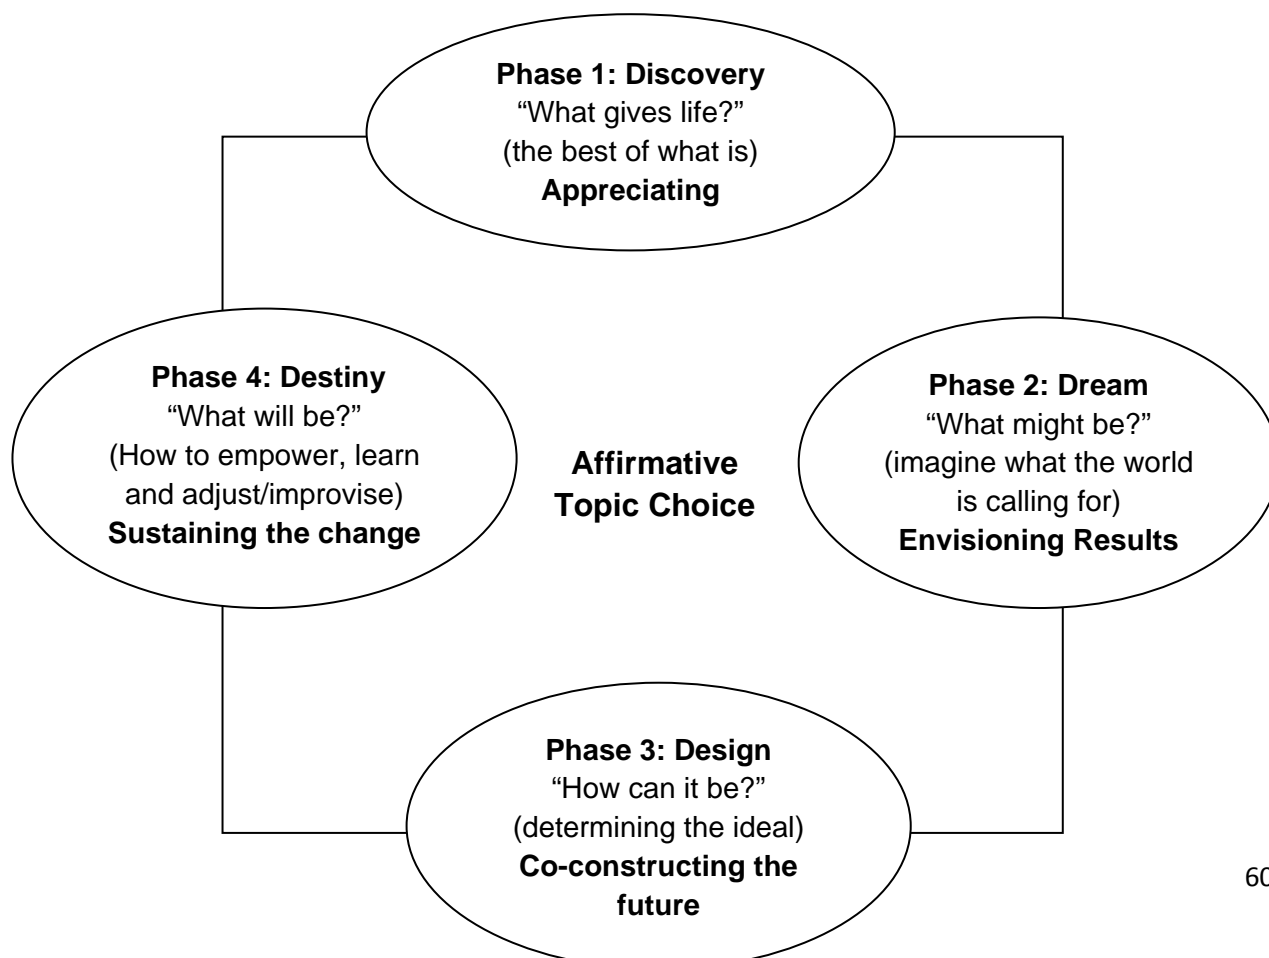 Phase 1: Discovery
“What gives life?”
(the best of what is)
Appreciating
Phase 4: Destiny
“What will be?”
(How to empower, learn
and adjust/improvise)
Sustaining the change
Affirmative
Topic Choice
Phase 2: Dream
“What might be?”
(imagine what the world
is calling for)
Envisioning Results
Phase 3: Design
“How can it be?”
(determining the ideal)
Co-constructing the
future
60